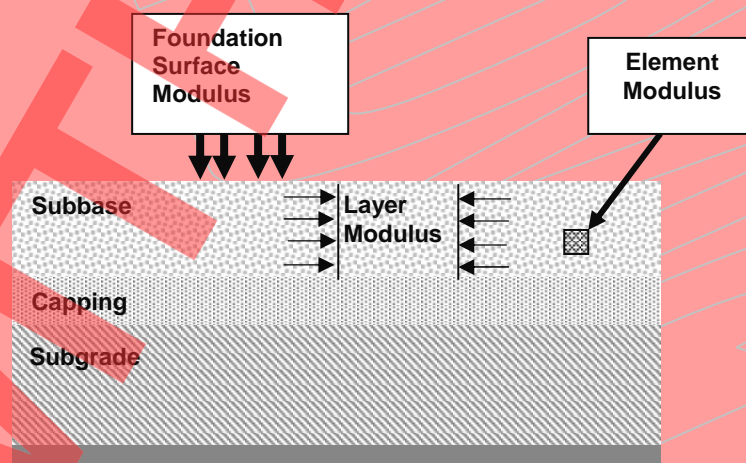 Foundation
Surface
Modulus
Element
Modulus
Subbase
Layer
Modulus
Capping
Subgrade